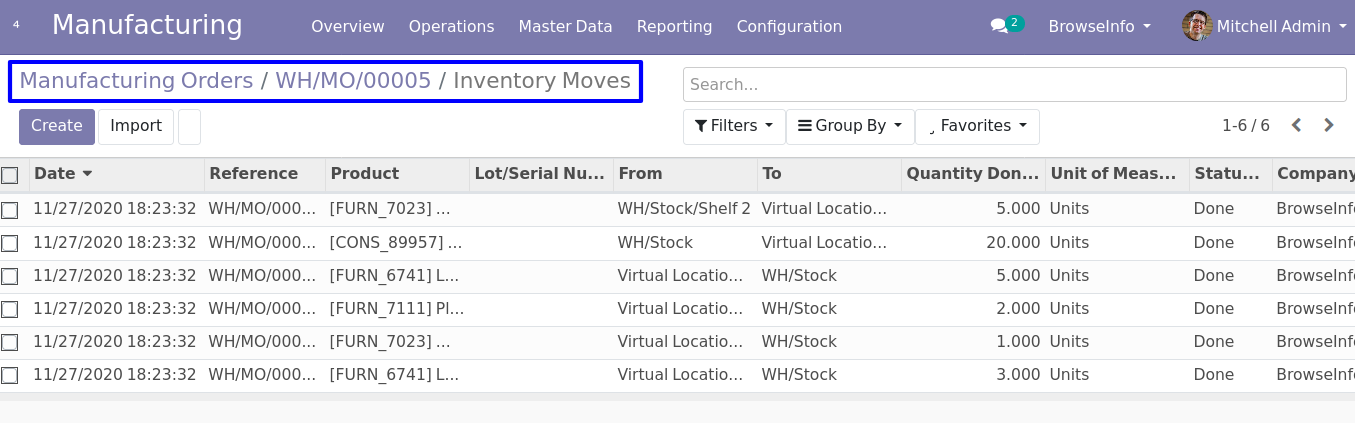 4 Manufacturing Overview Operations Master Data Reporting Configuration 2 BrowseInfo Mitchell Admin
Manufacturing Orders / WH/MO/00005 / Inventory Moves Search...
Create Import Filters Group By Favorites 1-6 / 6
Date Reference Product Lot/Serial Nu... From To Quantity Don... Unit of Meas... Statu... Company
11/27/2020 18:23:32 WH/MO/000... [FURN_7023] ... WH/Stock/Shelf 2 Virtual Locatio... 5.000 Units Done BrowseInf
11/27/2020 18:23:32 WH/MO/000... [CONS_89957] ... WH/Stock Virtual Locatio... 20.000 Units Done BrowseInf
11/27/2020 18:23:32 WH/MO/000... [FURN_6741] L... Virtual Locatio... WH/Stock 5.000 Units Done BrowseInf
11/27/2020 18:23:32 WH/MO/000... [FURN_7111] Pl... Virtual Locatio... WH/Stock 2.000 Units Done BrowseInf
11/27/2020 18:23:32 WH/MO/000... [FURN_7023] ... Virtual Locatio... WH/Stock 1.000 Units Done BrowseInf
11/27/2020 18:23:32 WH/MO/000... [FURN_6741] L... Virtual Locatio... WH/Stock 3.000 Units Done BrowseInf